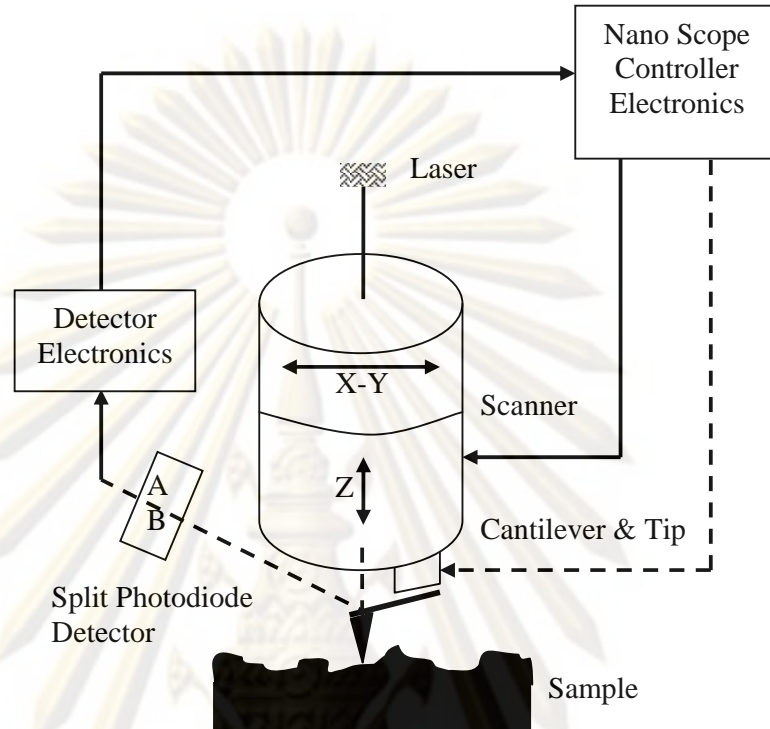 Nano Scope
Controller
Electronics
Laser
Detector
Electronics
X-Y
Scanner
Z
A
B
Cantilever & Tip
Split Photodiode
Detector
Sample